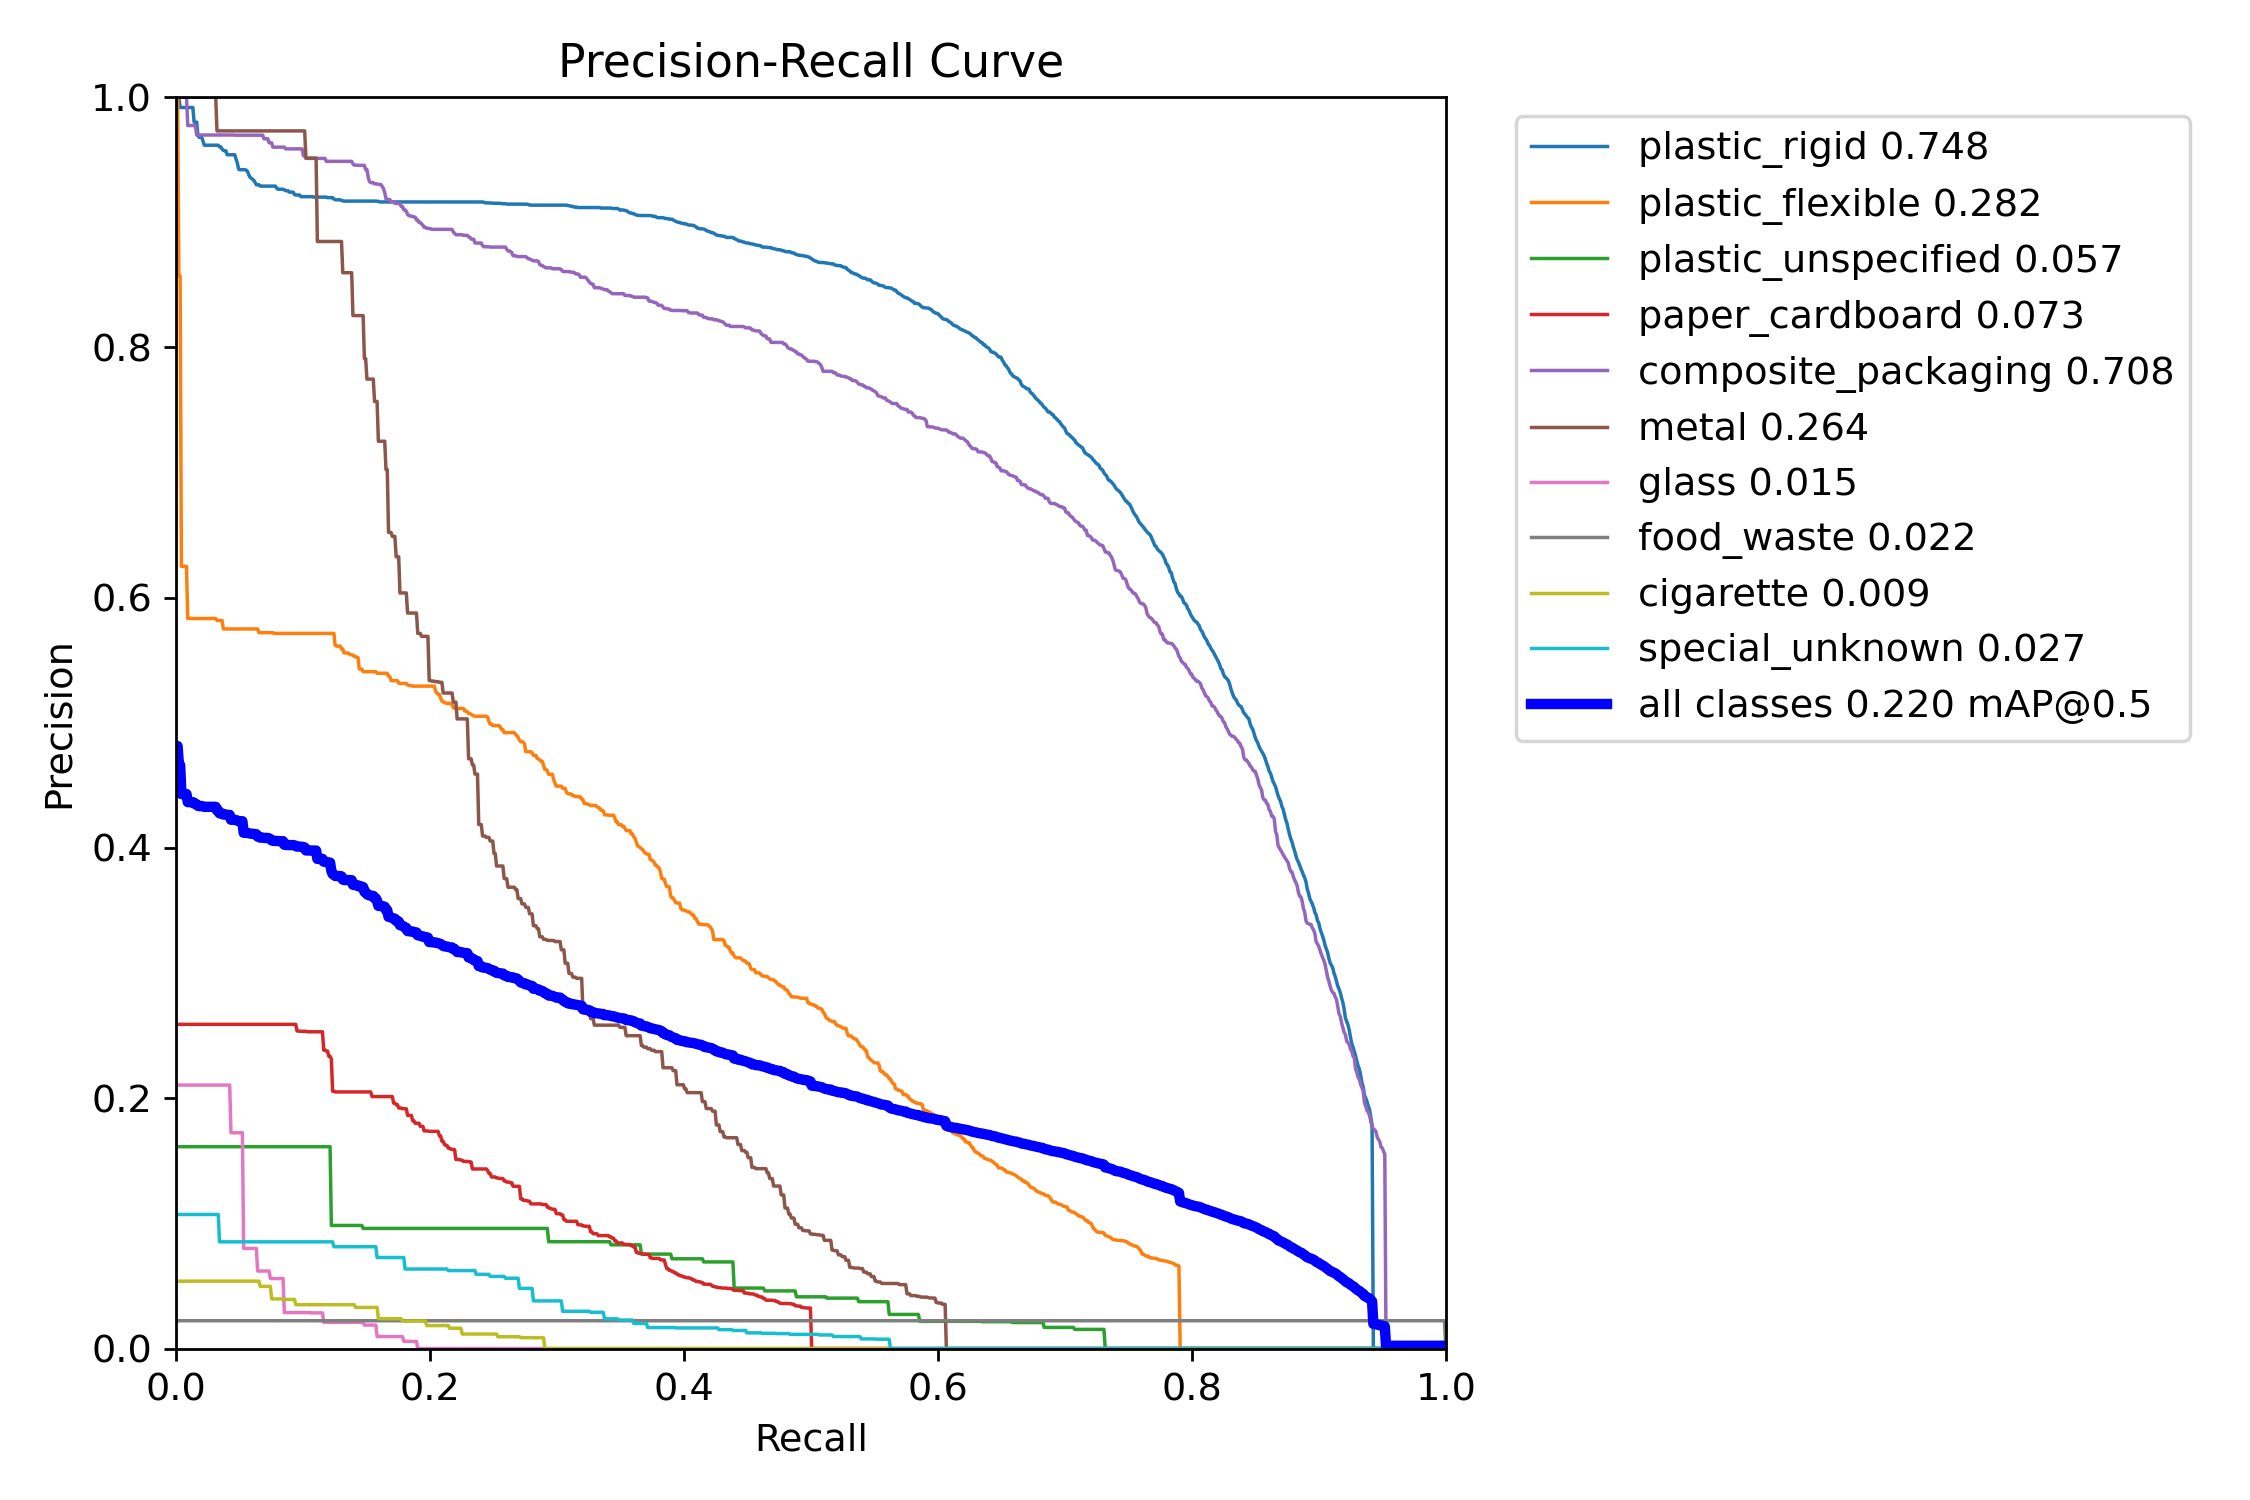 Precision-Recall Curve
1.0
0.8
0.6
0.4
0.2
0.0
Precision
0.0 0.2 0.4 0.6 0.8 1.0
Recall
plastic_rigid 0.748
plastic_flexible 0.282
plastic_unspecified 0.057
paper_cardboard 0.073
composite_packaging 0.708
metal 0.264
glass 0.015
food_waste 0.022
cigarette 0.009
special_unknown 0.027
all classes 0.220 mAP@0.5